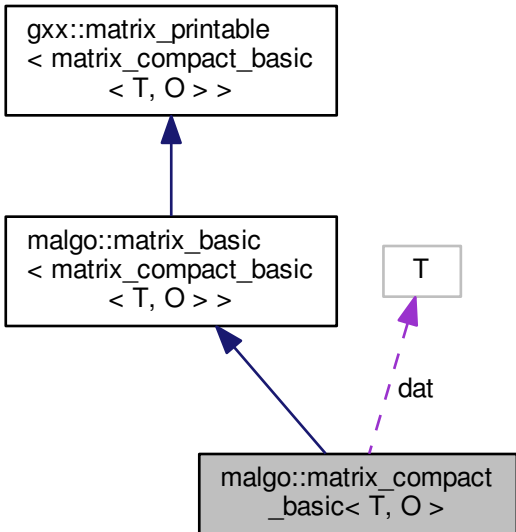 gxx::matrix_printable
< matrix_compact_basic
< T, O > >
malgo::matrix_basic
< matrix_compact_basic
< T, O > >
T
dat
malgo::matrix_compact
_basic< T, O >